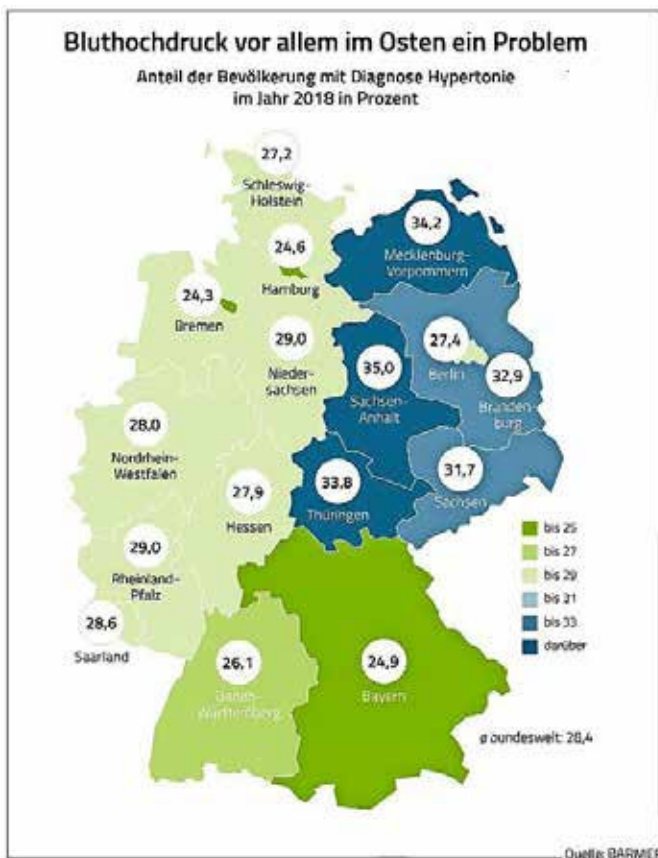 Bluthochdruck vor allem im Osten ein Problem
Anteil der Bevölkerung mit Diagnose Hypertonie
im Jahr 2018 in Prozent
27,2
Schleswig-
Holstein
34,2
Mecklenburg-
Vorpommern
24,6
Hamburg
24,3
Bremen
29,0
Nieder-
sachsen
27,4
Berlin
35,0
Sachsen-
Anhalt
32,9
Branden-
burg
28,0
Nordrhein-
Westfalen
31,7
Sachsen
33,8
Thüringen
27,9
Hessen
29,0
Rheinland-
Pfalz
28,6
Saarland
26,1
Baden-
Württemberg
24,9
Bayern
bis 25
bis 27
bis 29
bis 31
bis 33
darüber
ø bundesweit: 28,4
Quelle: BARMER